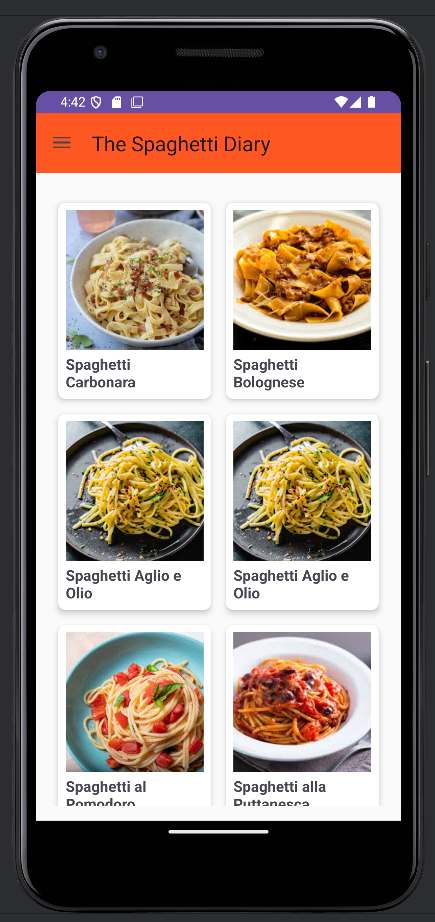 4:42
The Spaghetti Diary
Spaghetti
Carbonara
Spaghetti
Bolognese
Spaghetti Aglio e
Olio
Spaghetti Aglio e
Olio
Spaghetti al
Pomodoro
Spaghetti alla
Puttanesca